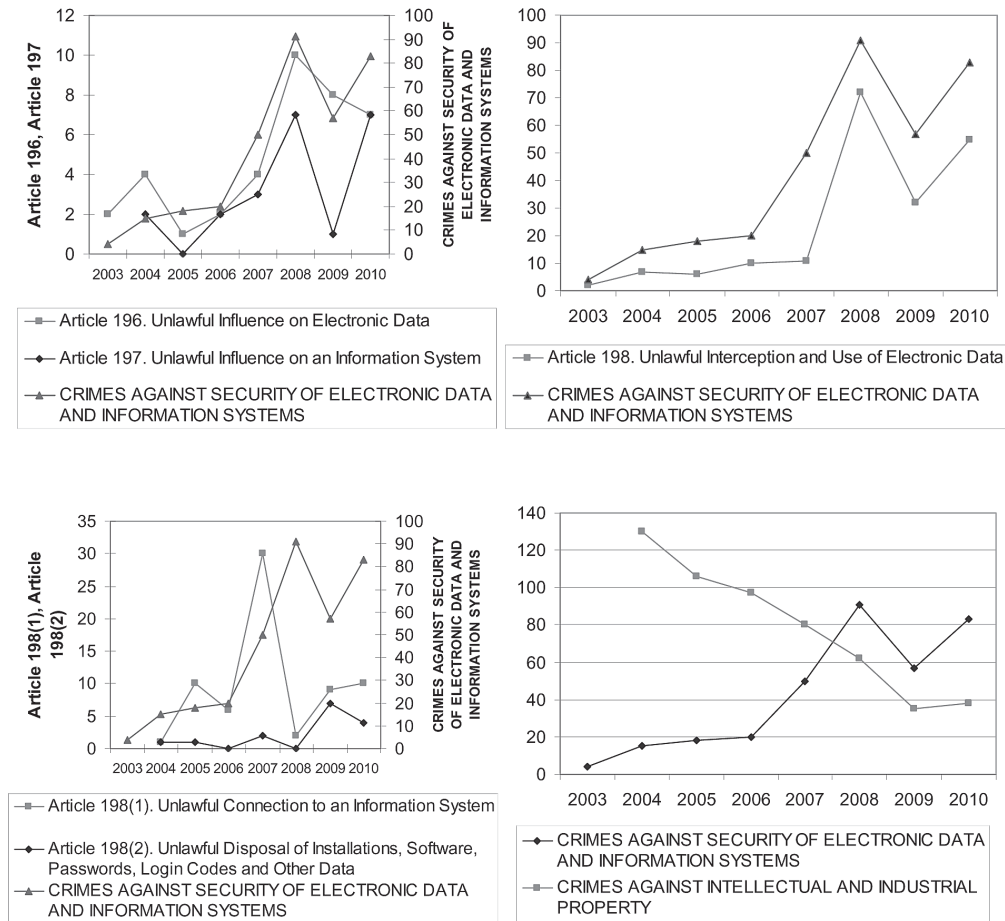 12
10
8
6
4
2
0
100
90
80
70
60
50
40
30
20
10
0
Article 196, Article 197
CRIMES AGAINST SECURITY OF
ELECTRONIC DATA AND
INFORMATION SYSTEMS
2003 2004 2005 2006 2007 2008 2009 2010
Article 196. Unlawful Influence on Electronic Data
Article 197. Unlawful Influence on an Information System
CRIMES AGAINST SECURITY OF ELECTRONIC DATA
AND INFORMATION SYSTEMS
100
90
80
70
60
50
40
30
20
10
0
2003 2004 2005 2006 2007 2008 2009 2010
Article 198. Unlawful Interception and Use of Electronic Data
CRIMES AGAINST SECURITY OF ELECTRONIC DATA
AND INFORMATION SYSTEMS
35
30
25
20
15
10
5
0
100
90
80
70
60
50
40
30
20
10
0
Article 198(1), Article
198(2)
CRIMES AGAINST SECURITY
OF ELECTRONIC DATA AND
INFORMATION SYSTEMS
2003 2004 2005 2006 2007 2008 2009 2010
Article 198(1). Unlawful Connection to an Information System
Article 198(2). Unlawful Disposal of Installations, Software,
Passwords, Login Codes and Other Data
CRIMES AGAINST SECURITY OF ELECTRONIC DATA
AND INFORMATION SYSTEMS
140
120
100
80
60
40
20
0
2003 2004 2005 2006 2007 2008 2009 2010
CRIMES AGAINST SECURITY OF ELECTRONIC DATA
AND INFORMATION SYSTEMS
CRIMES AGAINST INTELLECTUAL AND INDUSTRIAL
PROPERTY